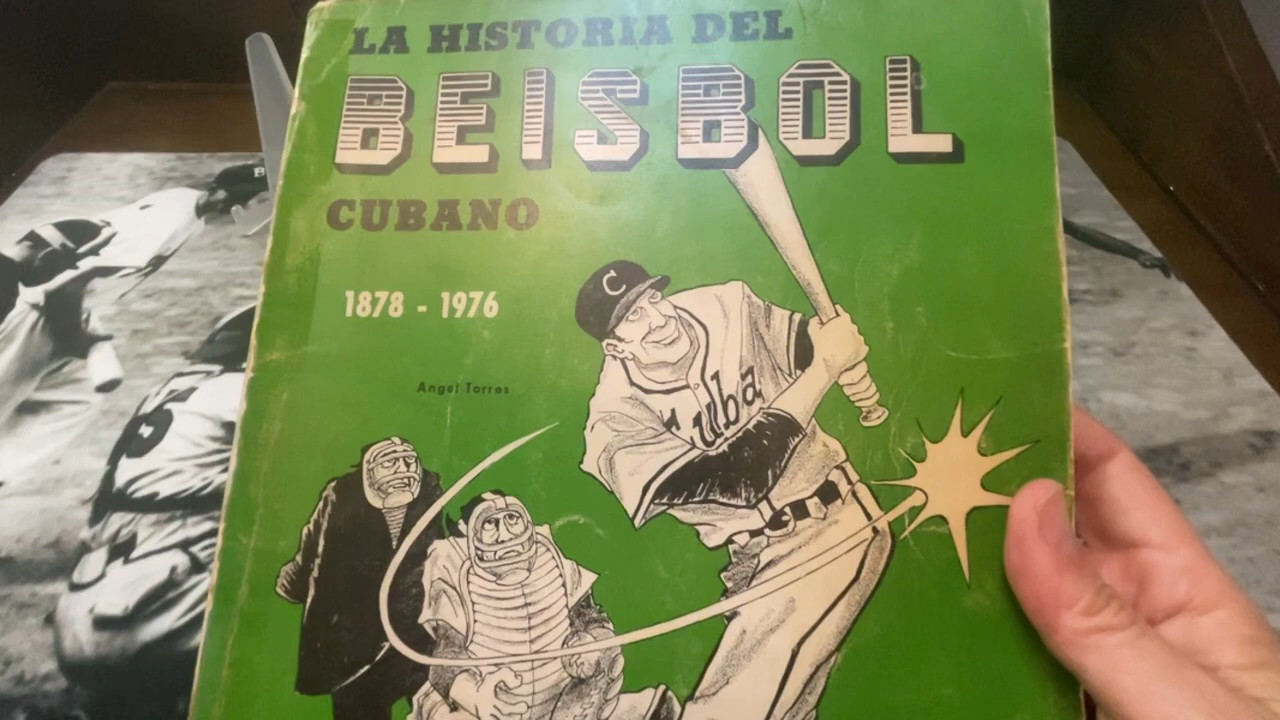 LA HISTORIA DEL
BEISBOL
CUBANO
1878 - 1976
Angel Torres
C
Cuba
B